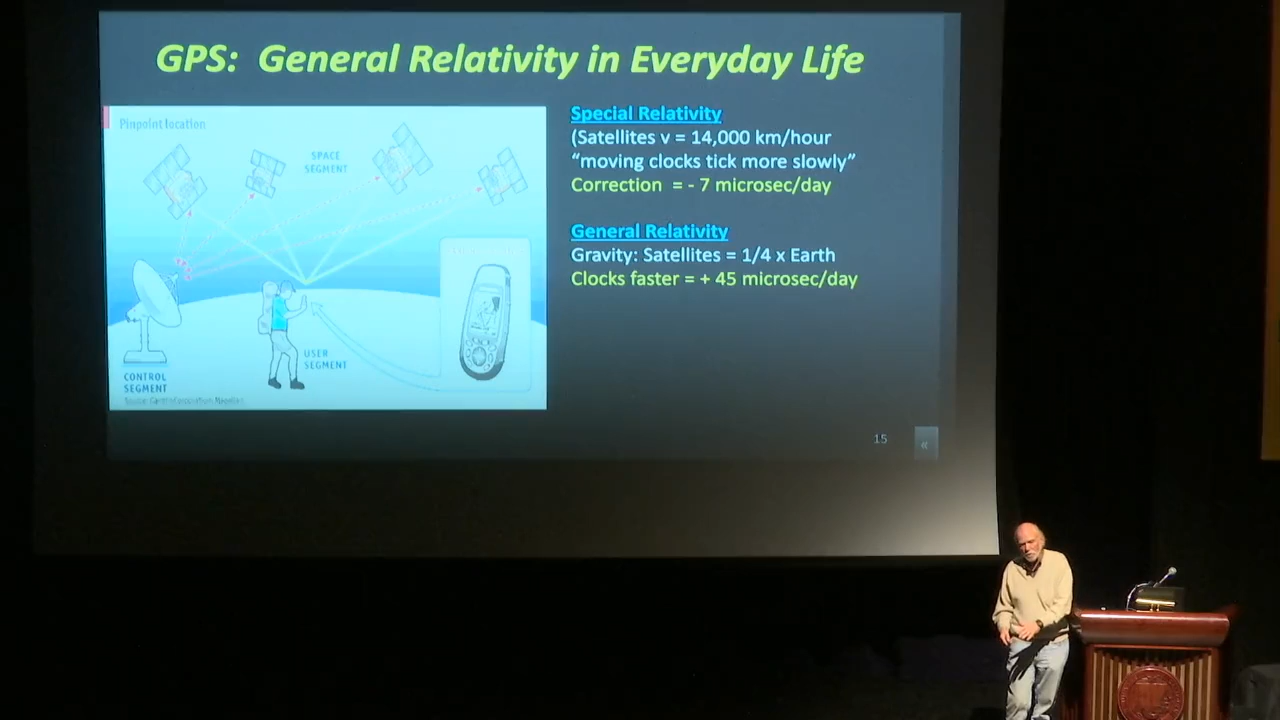 GPS: General Relativity in Everyday Life
Pinpoint location
SPACE
SEGMENT
USER
SEGMENT
CONTROL
SEGMENT
Special Relativity
(Satellites v = 14,000 km/hour
“moving clocks tick more slowly”
Correction = - 7 microsec/day
General Relativity
Gravity: Satellites = 1/4 x Earth
Clocks faster = + 45 microsec/day
15
«